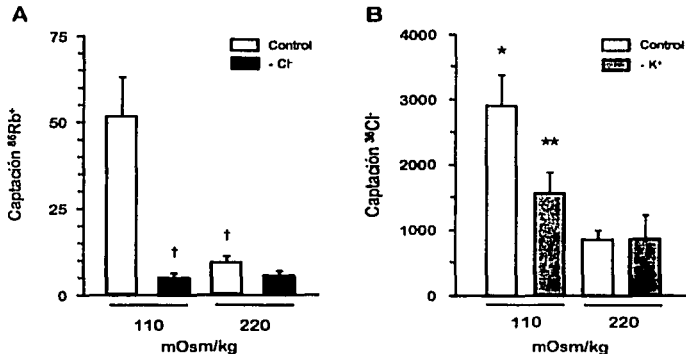 A
B
75
50
25
0
Captación ⁸⁶Rb⁺
Control
- Cl⁻
†
†
110
220
mOsm/kg
4000
3000
2000
1000
0
Captación ³⁶Cl⁻
Control
- K⁺
*
**
110
220
mOsm/kg